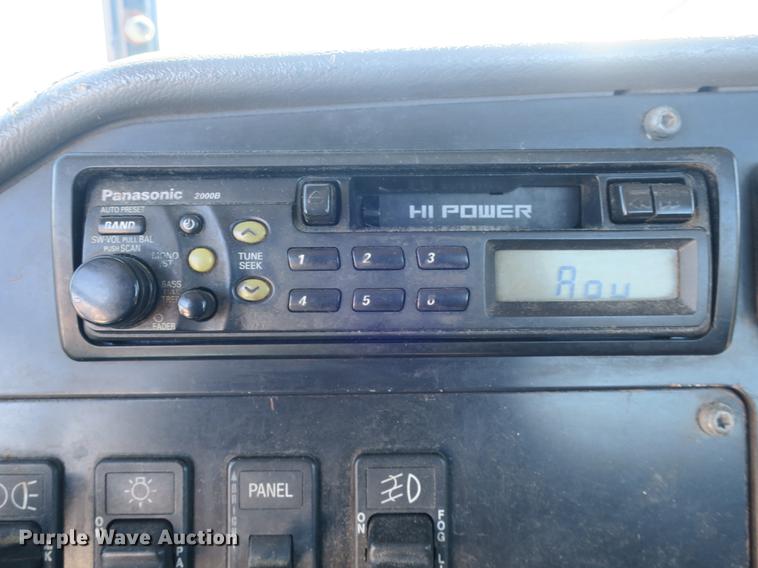 Panasonic 2000B
AUTO PRESET
BAND
SW-VOL PULL BAL
PUSH SCAN
MONO
BASS
FADER
TUNE
SEEK
HI POWER
1 2 3
4 5 6
Aou
PANEL
ON
ON
FOG
Purple Wave Auction